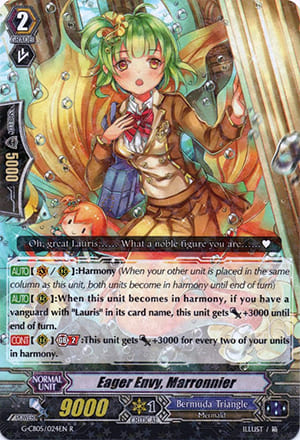 2
GRADE
SHIELD
5000
Oh, great Lauris...... What a noble figure you are......♥
AUTO [ / ]:Harmony (When your other unit is placed in the same
column as this unit, both units become in harmony until end of turn)
AUTO [ ]:When this unit becomes in harmony, if you have a
vanguard with "Lauris" in its card name, this unit gets +3000 until
end of turn.
CONT [ ] GB 2:This unit gets +3000 for every two of your units
in harmony.
NORMAL
UNIT
Eager Envy, Marronnier
POWER
9000
1
CRITICAL
Bermuda Triangle
Mermaid
G-CB05/024EN R
ILLUST /